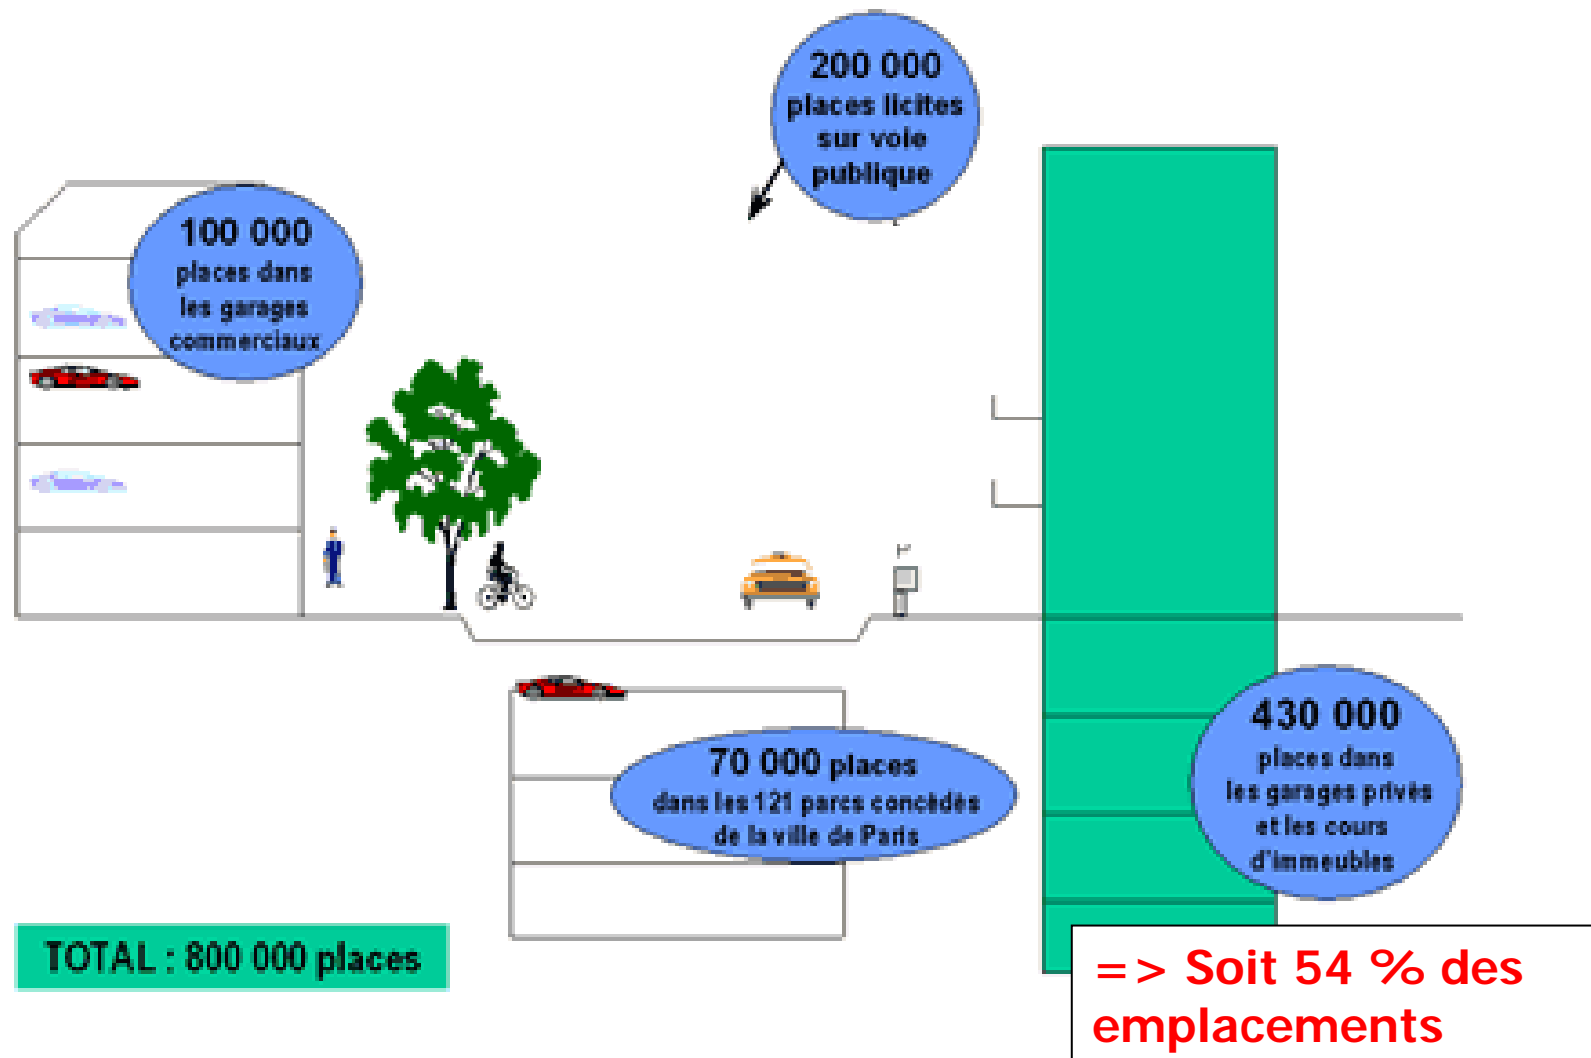 200 000
places licites
sur voie
publique
100 000
places dans
les garages
commerciaux
P
70 000 places
dans les 121 parcs concédés
de la ville de Paris
430 000
places dans
les garages privés
et les cours
d'immeubles
TOTAL : 800 000 places
=> Soit 54 % des
emplacements